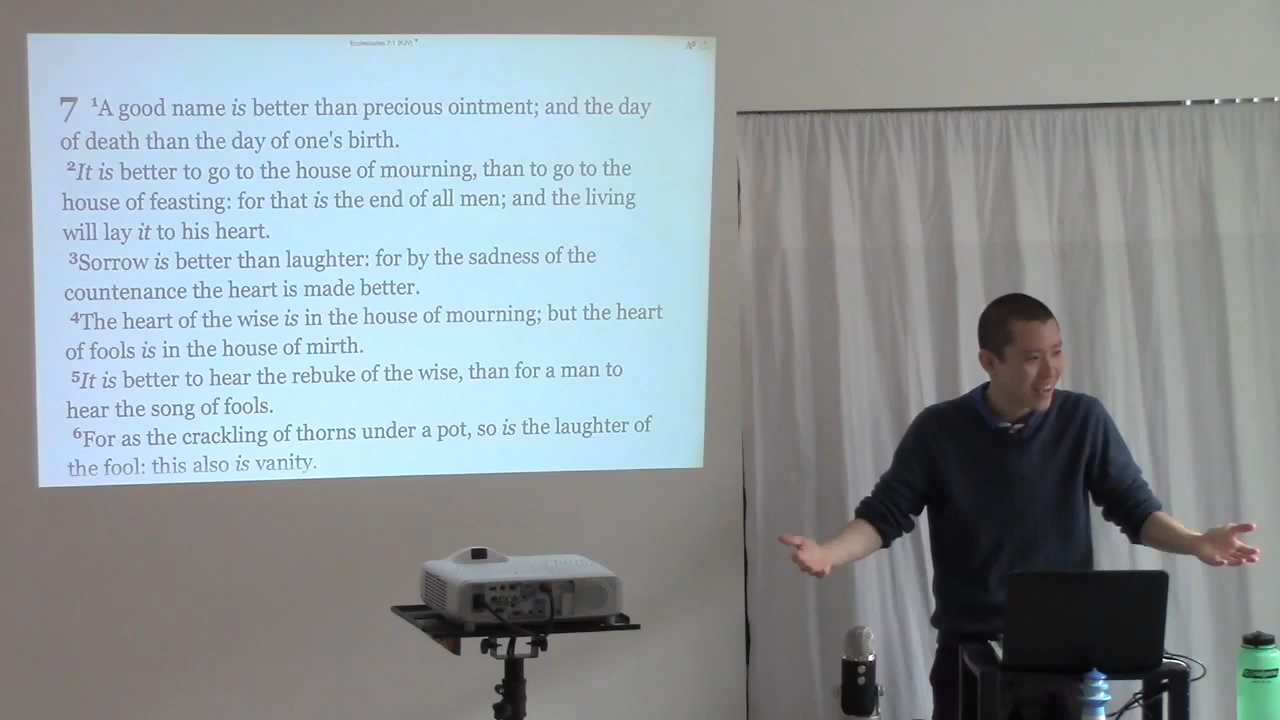 Ecclesiastes 7:1 (KJV)
7 1A good name is better than precious ointment; and the day
of death than the day of one's birth.
2It is better to go to the house of mourning, than to go to the
house of feasting: for that is the end of all men; and the living
will lay it to his heart.
3Sorrow is better than laughter: for by the sadness of the
countenance the heart is made better.
4The heart of the wise is in the house of mourning; but the heart
of fools is in the house of mirth.
5It is better to hear the rebuke of the wise, than for a man to
hear the song of fools.
6For as the crackling of thorns under a pot, so is the laughter of
the fool: this also is vanity.